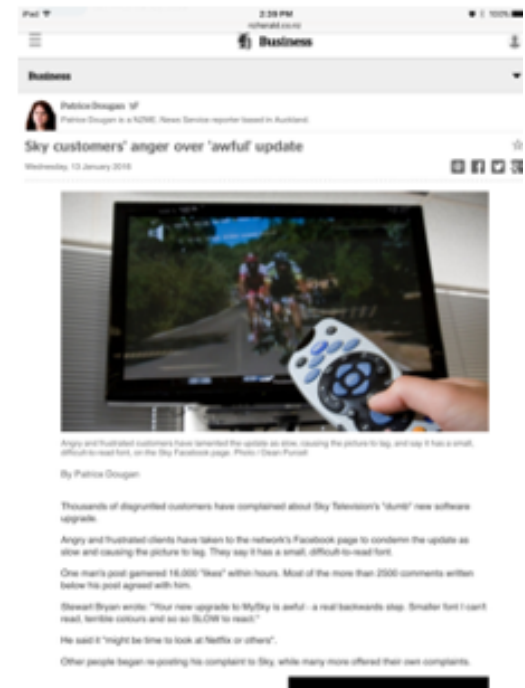 iPad
2:39 PM
nzherald.co.nz
100%
Business
Business
Patrice Dougan
Patrice Dougan is a NZME. News Service reporter based in Auckland.
Sky customers' anger over 'awful' update
Wednesday, 13 January 2016
Angry and frustrated customers have lamented the update as slow, causing the picture to lag, and say it has a small,
difficult-to-read font, on the Sky Facebook page. Photo / Dean Purcell
By Patrice Dougan
Thousands of disgruntled customers have complained about Sky Television's "dumb" new software
upgrade.
Angry and frustrated clients have taken to the network's Facebook page to condemn the update as
slow and causing the picture to lag. They say it has a small, difficult-to-read font.
One man's post garnered 16,000 "likes" within hours. Most of the more than 2500 comments written
below his post agreed with him.
Stewart Bryan wrote: "Your new upgrade to MySky is awful - a real backwards step. Smaller font I can't
read, terrible colours and so so SLOW to react."
He said it "might be time to look at Netflix or others".
Other people began re-posting his complaint to Sky, while many more offered their own complaints.